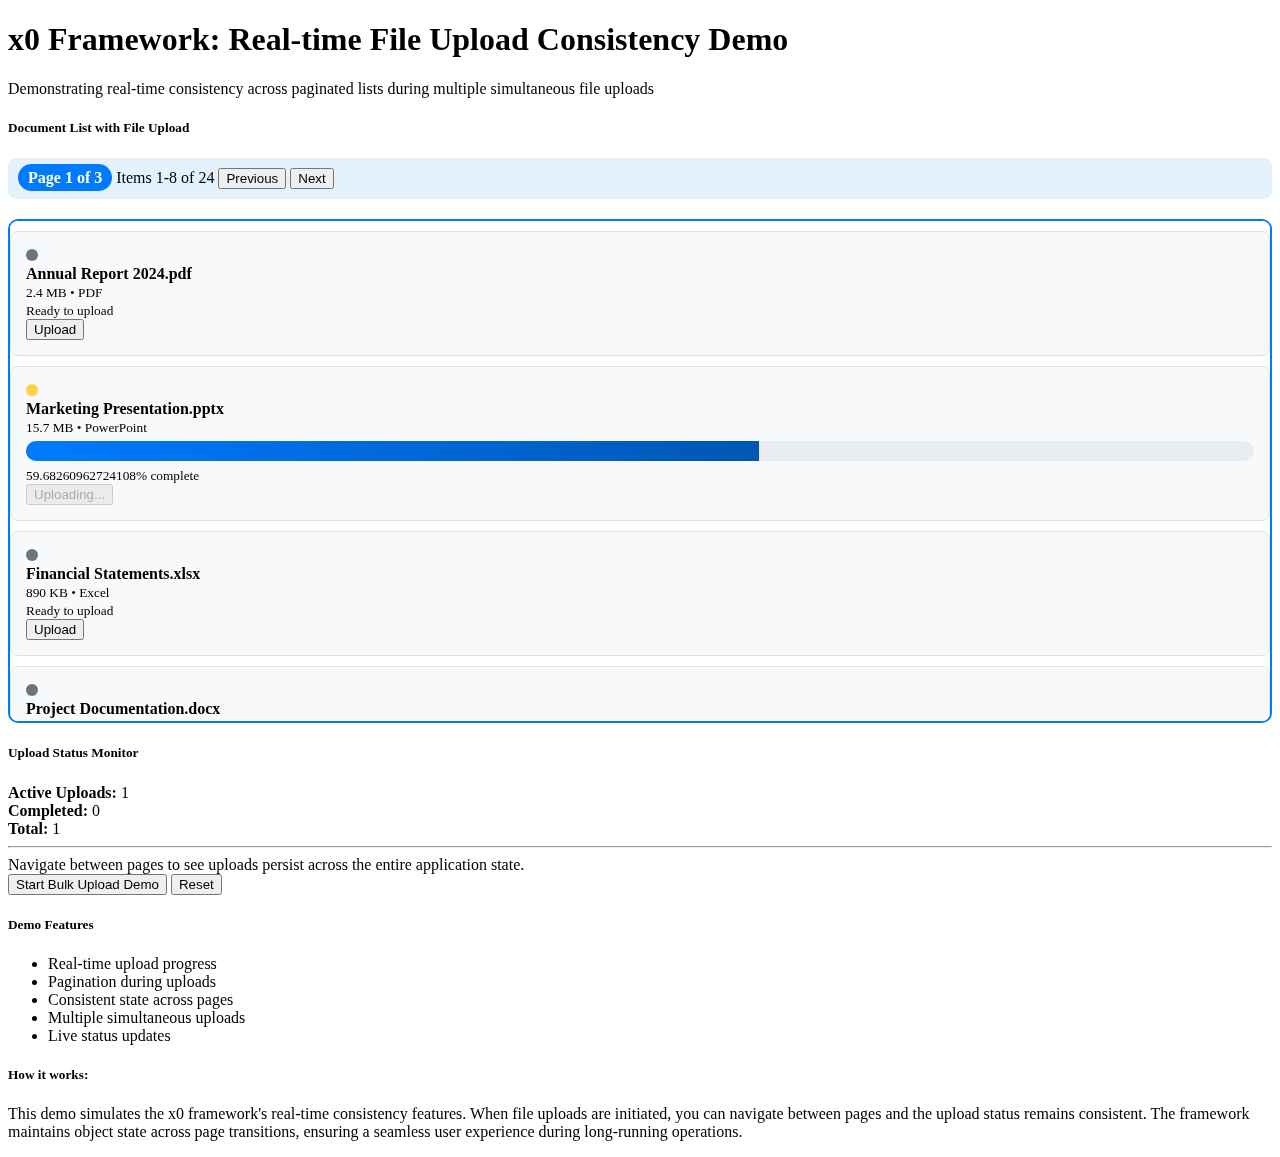 x0 Framework: Real-time File Upload Consistency Demo
Demonstrating real-time consistency across paginated lists during multiple simultaneous file uploads
Document List with File Upload
Page 1 of 3 Items 1-8 of 24 Previous Next
Annual Report 2024.pdf
2.4 MB • PDF
Ready to upload
Upload
Marketing Presentation.pptx
15.7 MB • PowerPoint
59.68260962724108% complete
Uploading...
Financial Statements.xlsx
890 KB • Excel
Ready to upload
Upload
Project Documentation.docx
Upload Status Monitor
Active Uploads: 1
Completed: 0
Total: 1
Navigate between pages to see uploads persist across the entire application state.
Start Bulk Upload Demo Reset
Demo Features
• Real-time upload progress
• Pagination during uploads
• Consistent state across pages
• Multiple simultaneous uploads
• Live status updates
How it works:
This demo simulates the x0 framework's real-time consistency features. When file uploads are initiated, you can navigate between pages and the upload status remains consistent. The framework
maintains object state across page transitions, ensuring a seamless user experience during long-running operations.